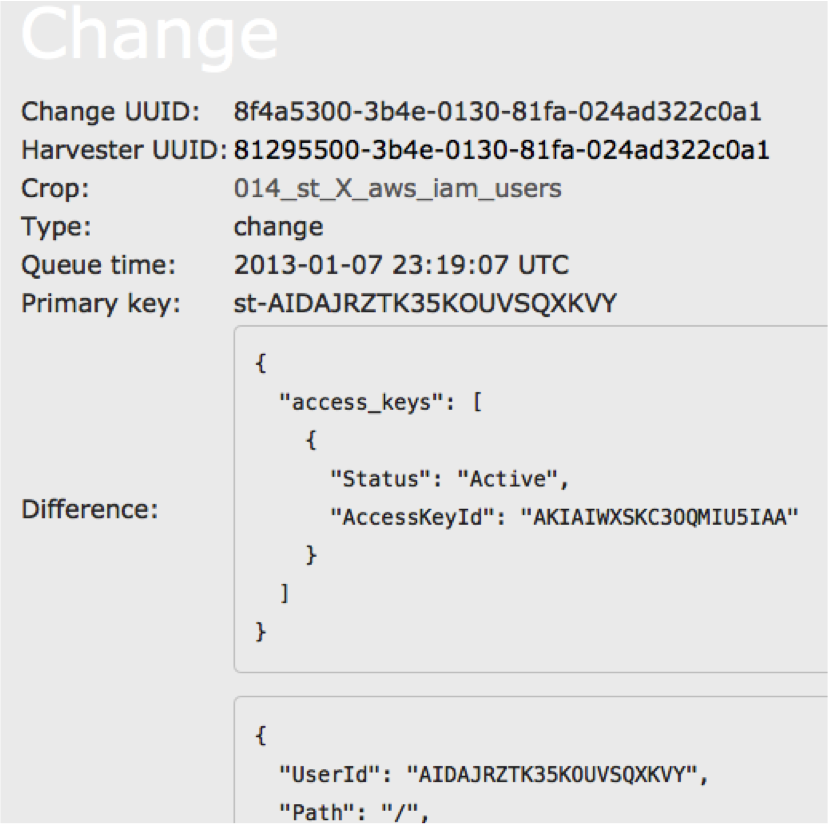 Change
Change UUID: 8f4a5300-3b4e-0130-81fa-024ad322c0a1
Harvester UUID: 81295500-3b4e-0130-81fa-024ad322c0a1
Crop: 014_st_X_aws_iam_users
Type: change
Queue time: 2013-01-07 23:19:07 UTC
Primary key: st-AIDAJRZTK35KOUVSQXKVY
Difference:
{
"access_keys": [
{
"Status": "Active",
"AccessKeyId": "AKIAIWXSKC3OQMIU5IAA"
}
]
}
{
"UserId": "AIDAJRZTK35KOUVSQXKVY",
"Path": "/",